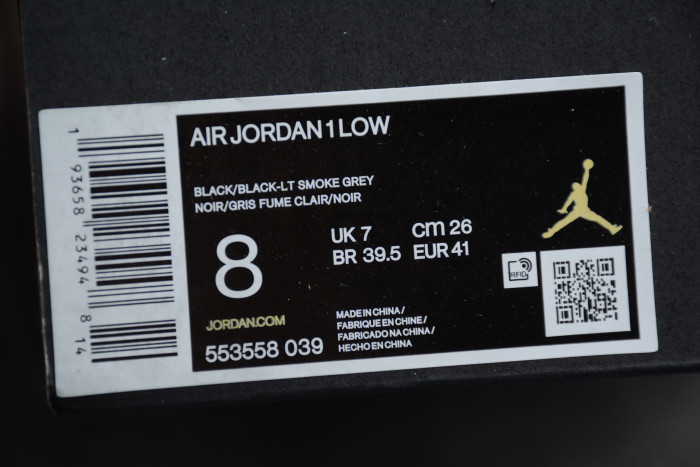 AIR JORDAN 1 LOW
BLACK/BLACK-LT SMOKE GREY
NOIR/GRIS FUME CLAIR/NOIR
8
UK 7 cm 26
BR 39.5 EUR 41
RFID
JORDAN.COM
553558 039
MADE IN CHINA /
FABRIQUE EN CHINE /
FABRICADO NA CHINA /
HECHO EN CHINA
1 93658 23494 8 14